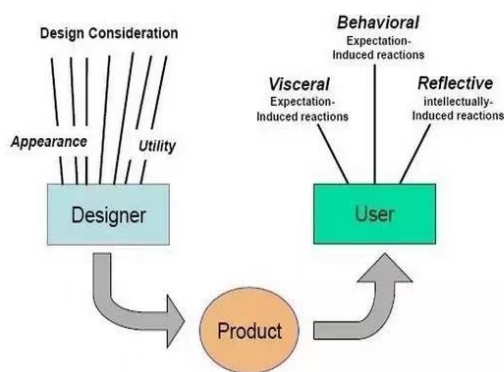 Design Consideration
Appearance
Utility
Designer
Behavioral
Expectation-
Induced reactions
Visceral
Expectation-
Induced reactions
Reflective
intellectually-
Induced reactions
User
Product